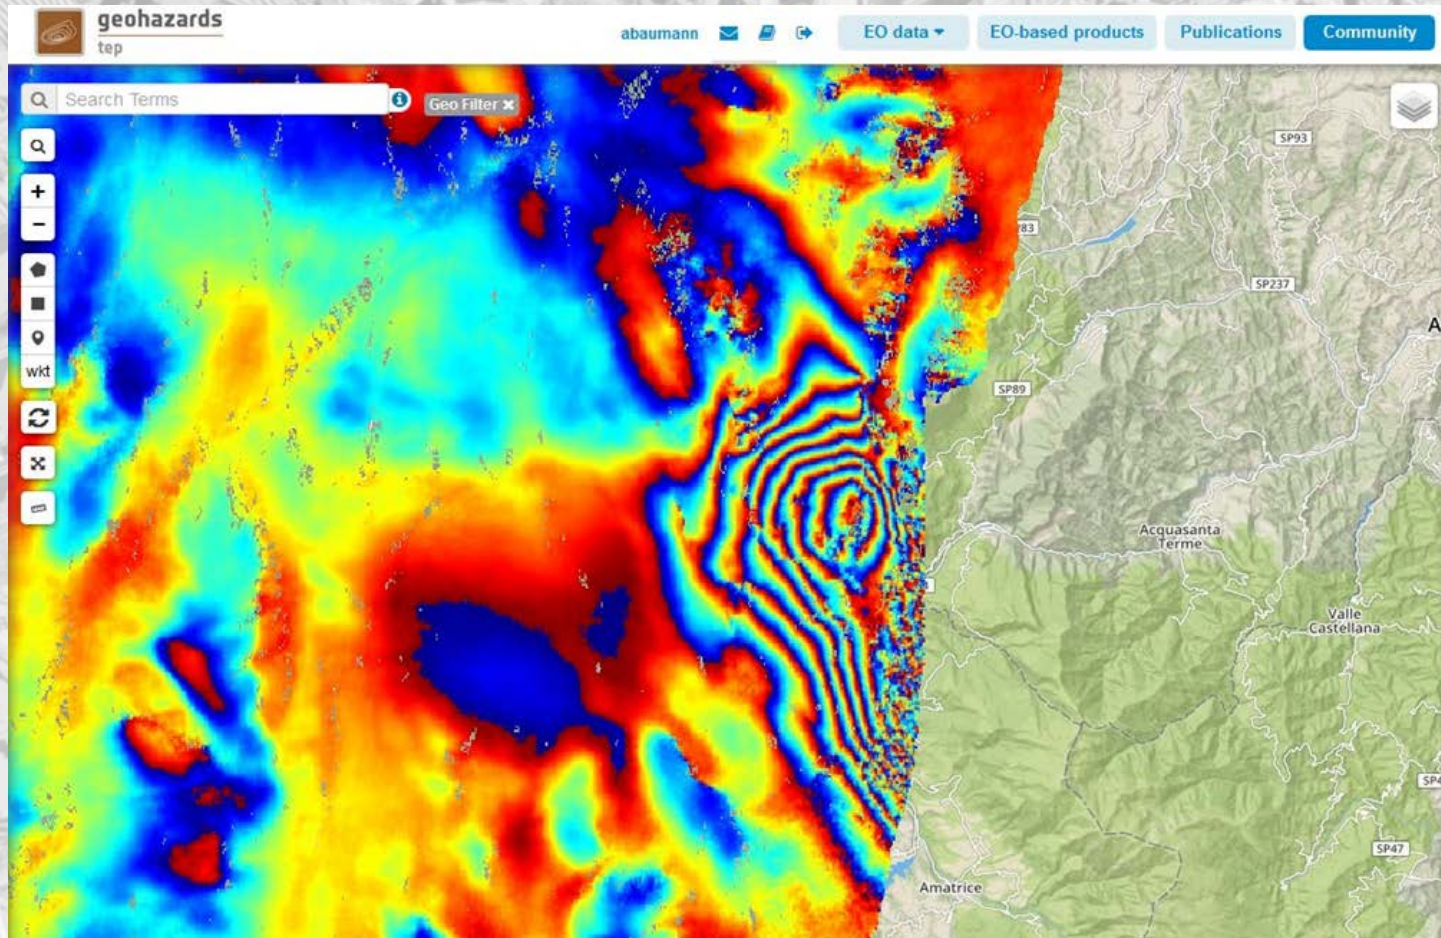 geohazards
tep
abaumann
EO data
EO-based products
Publications
Community
Search Terms
Geo Filter ×
+
−
wkt
SP93
SP237
SP89
A
Acquasanta
Terme
Valle
Castellana
SP47
Amatrice